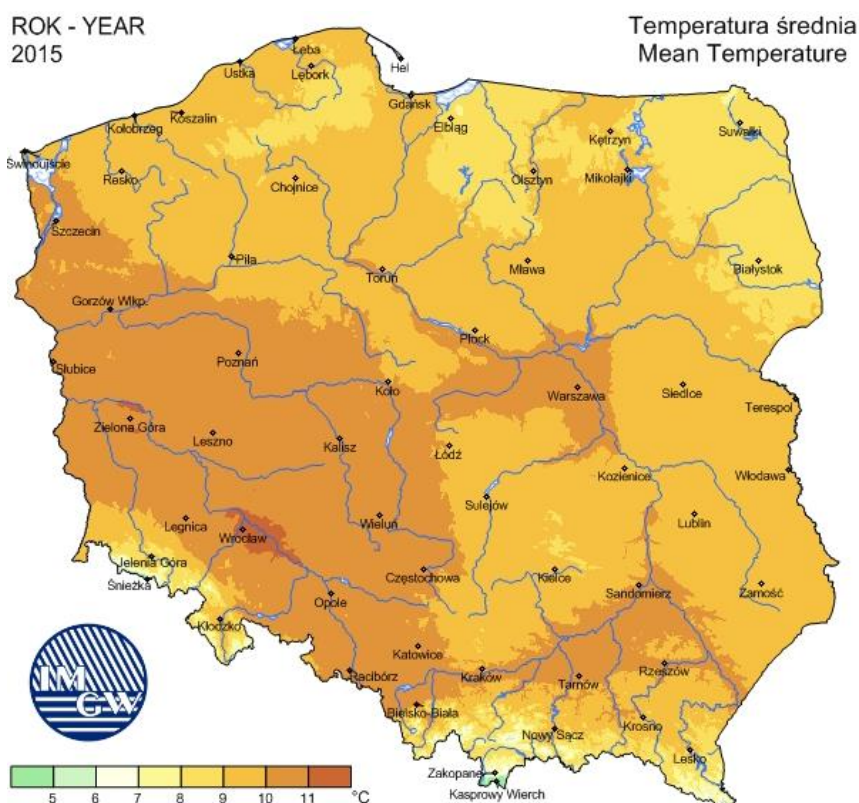 ROK - YEAR
2015
Temperatura średnia
Mean Temperature
Łeba
Hel
Ustka
Lębork
Gdańsk
Koszalin
Kołobrzeg
Elbląg
Suwałki
Kętrzyn
Świnoujście
Resko
Chojnice
Olsztyn
Mikołajki
Szczecin
Piła
Toruń
Mława
Białystok
Gorzów Wlkp.
Płock
Słubice
Poznań
Koło
Warszawa
Siedlce
Terespol
Zielona Góra
Leszno
Kalisz
Łódź
Kozienice
Włodawa
Sulejów
Legnica
Wrocław
Wieluń
Lublin
Jelenia Góra
Śnieżka
Częstochowa
Kielce
Sandomierz
Zamość
Opole
Kłodzko
Katowice
Racibórz
Kraków
Tarnów
Rzeszów
Bielsko-Biała
Nowy Sącz
Krosno
Lesko
Zakopane
Kasprowy Wierch
IM
GW
5 6 7 8 9 10 11 °C